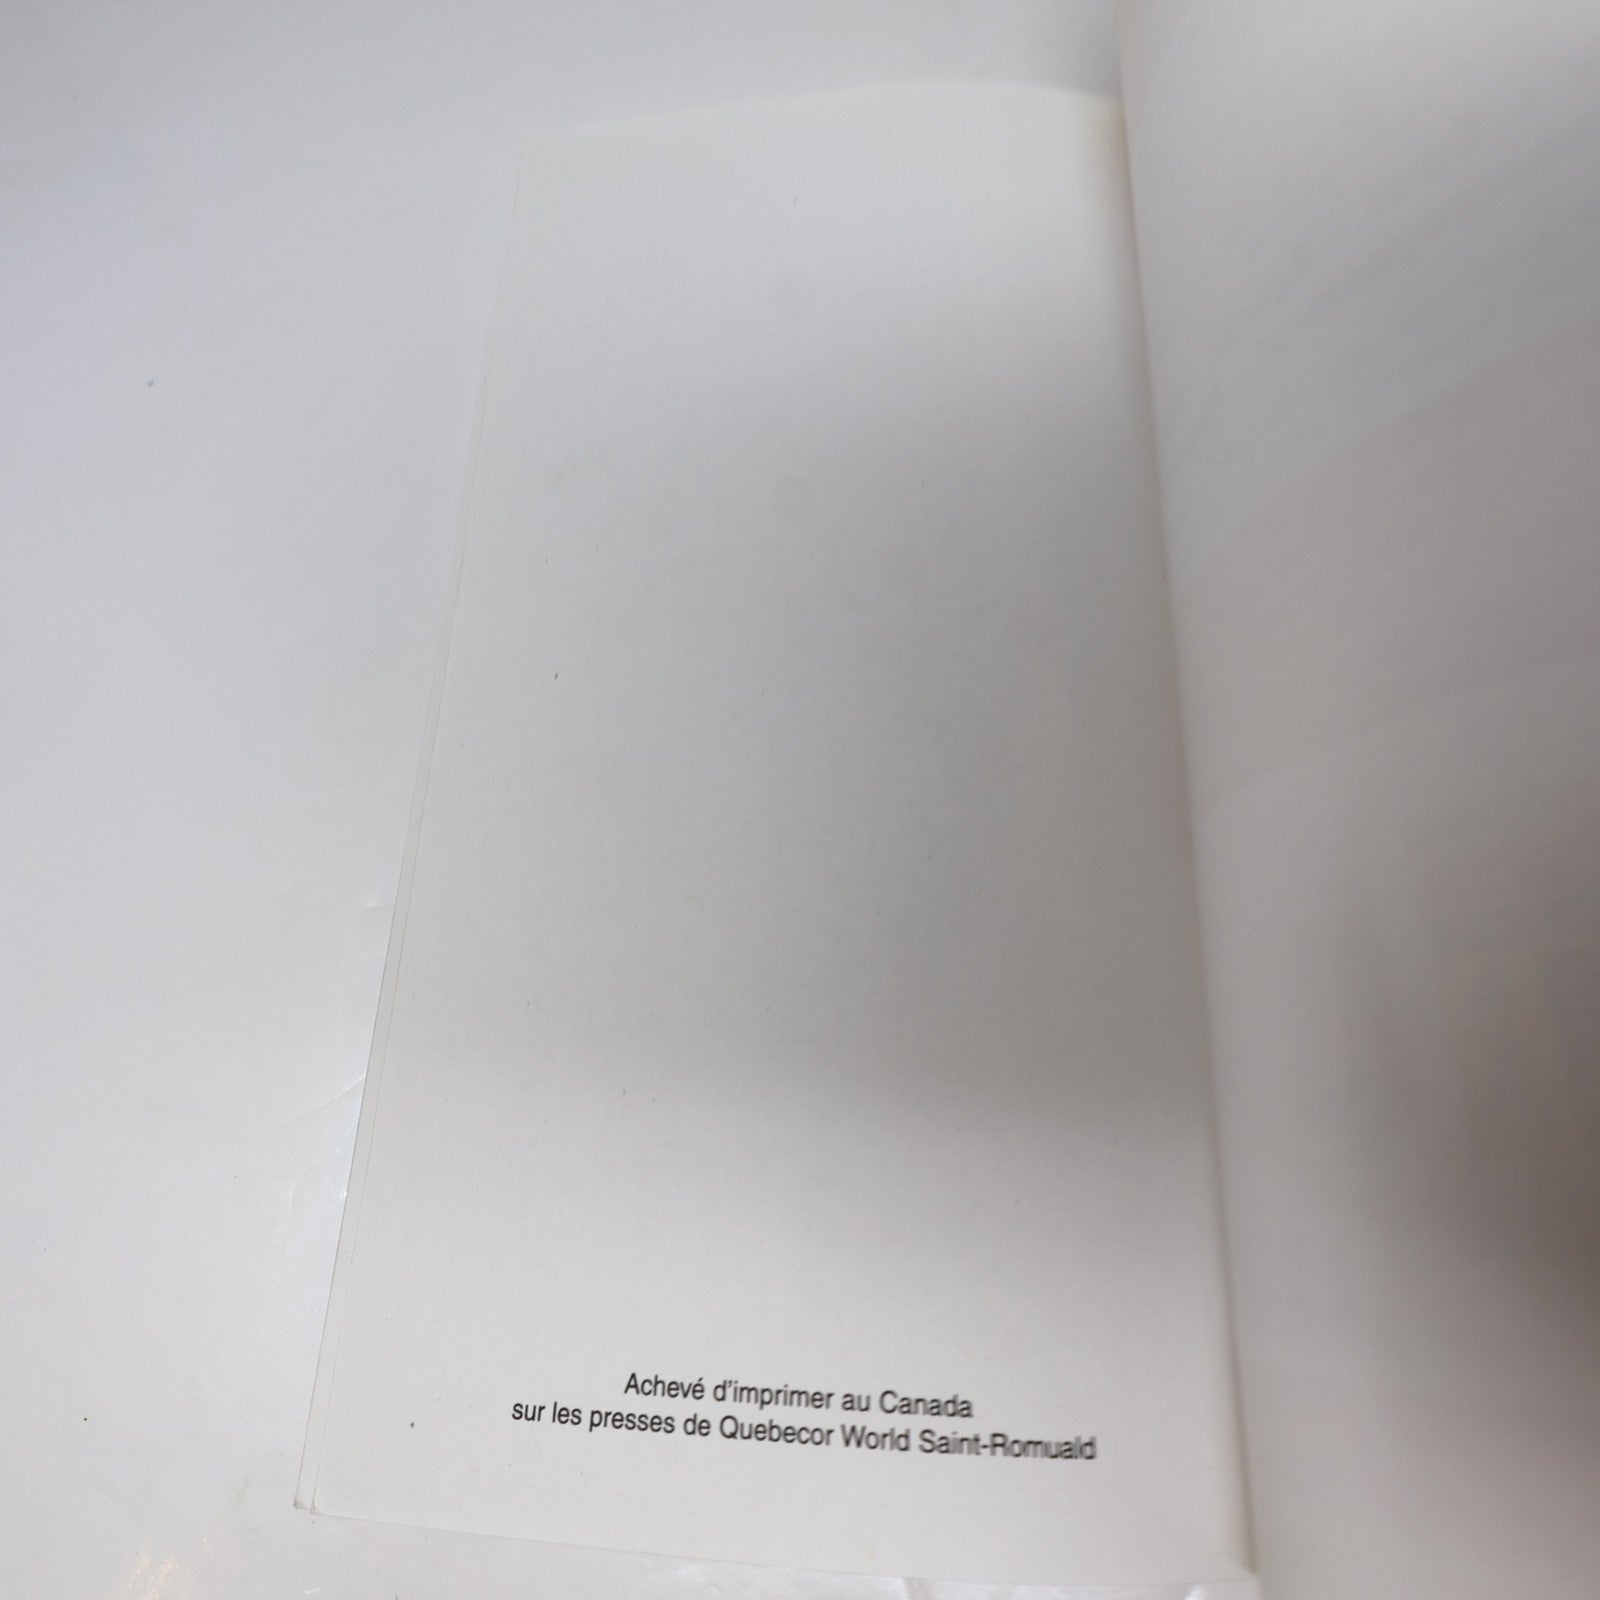 Achevé d'imprimer au Canada
sur les presses de Quebecor World Saint-Romuald